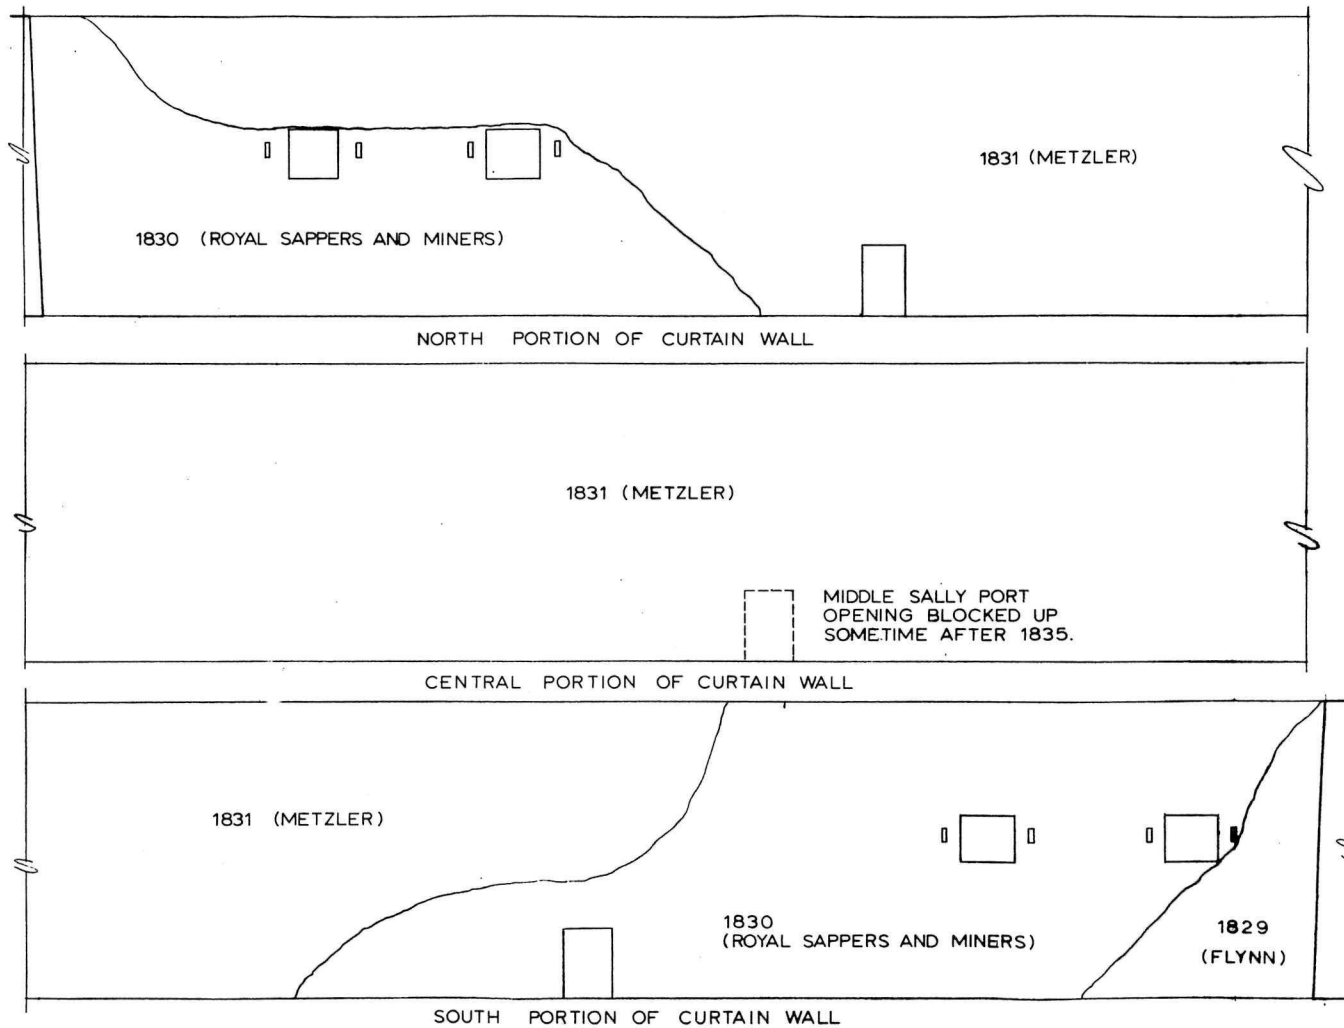 1831 (METZLER)
1830 (ROYAL SAPPERS AND MINERS)
NORTH PORTION OF CURTAIN WALL
1831 (METZLER)
MIDDLE SALLY PORT
OPENING BLOCKED UP
SOMETIME AFTER 1835.
CENTRAL PORTION OF CURTAIN WALL
1831 (METZLER)
1830
(ROYAL SAPPERS AND MINERS)
1829
(FLYNN)
SOUTH PORTION OF CURTAIN WALL